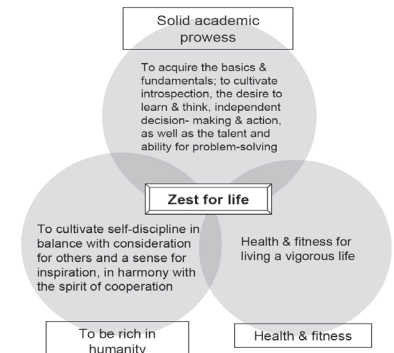 Solid academic
prowess
To acquire the basics &
fundamentals; to cultivate
introspection, the desire to
learn & think, independent
decision- making & action,
as well as the talent and
ability for problem-solving
Zest for life
To cultivate self-discipline in
balance with consideration
for others and a sense for
inspiration, in harmony with
the spirit of cooperation
Health & fitness for
living a vigorous life
To be rich in
humanity
Health & fitness